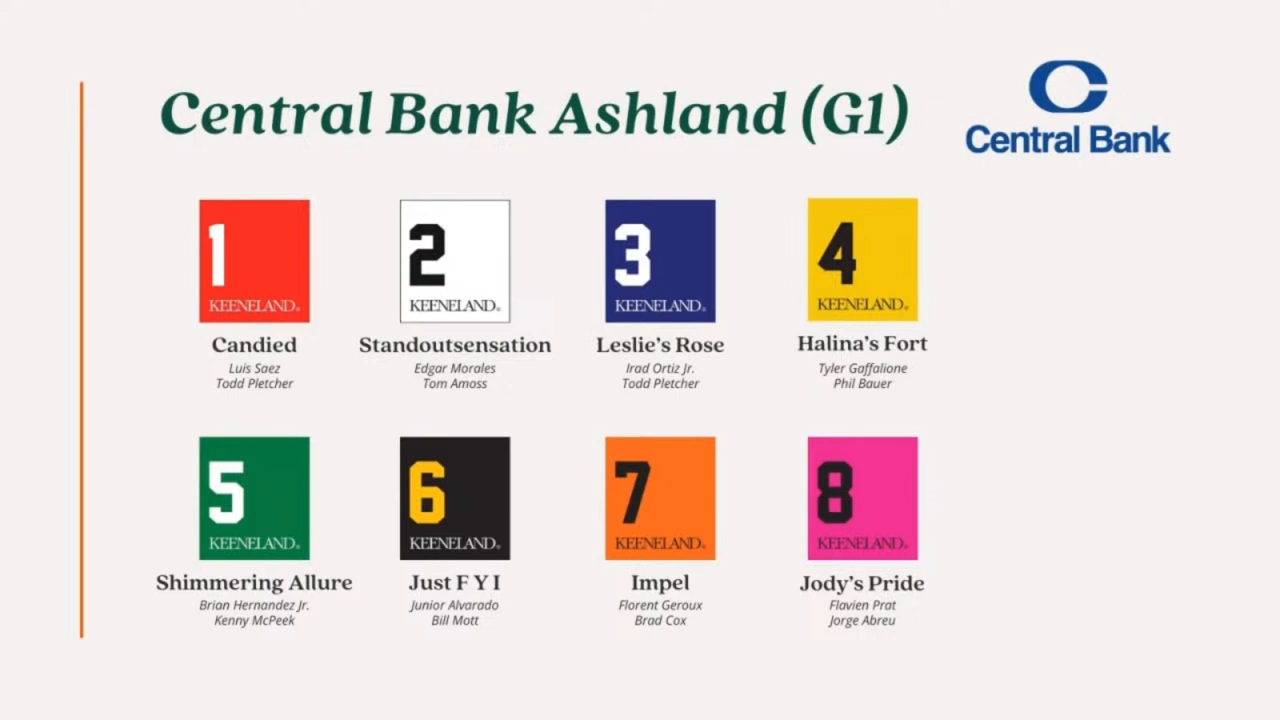 Central Bank Ashland (G1)
Central Bank
1
KEENELAND®
Candied
Luis Saez
Todd Pletcher
2
KEENELAND®
Standoutsensation
Edgar Morales
Tom Amoss
3
KEENELAND®
Leslie's Rose
Irad Ortiz Jr.
Todd Pletcher
4
KEENELAND®
Halina's Fort
Tyler Gaffalione
Phil Bauer
5
KEENELAND®
Shimmering Allure
Brian Hernandez Jr.
Kenny McPeek
6
KEENELAND®
Just F Y I
Junior Alvarado
Bill Mott
7
KEENELAND®
Impel
Florent Geroux
Brad Cox
8
KEENELAND®
Jody's Pride
Flavien Prat
Jorge Abreu